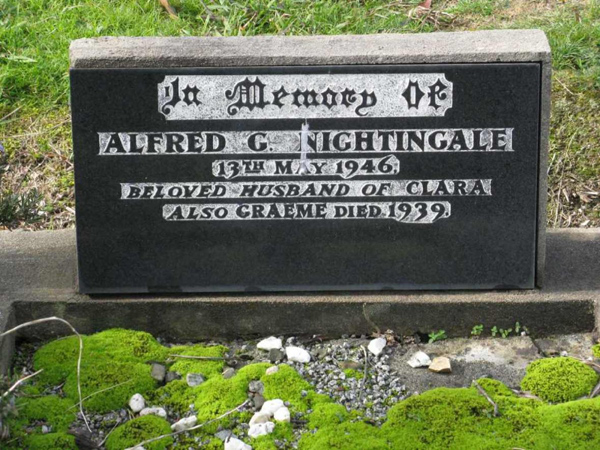 In Memory Of
ALFRED G. NIGHTINGALE
13TH MAY 1946.
BELOVED HUSBAND OF CLARA
ALSO GRAEME DIED 1939.